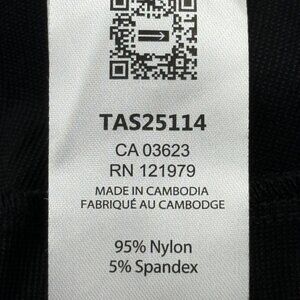 TAS25114
CA 03623
RN 121979
MADE IN CAMBODIA
FABRIQUÉ AU CAMBODGE
95% Nylon
5% Spandex